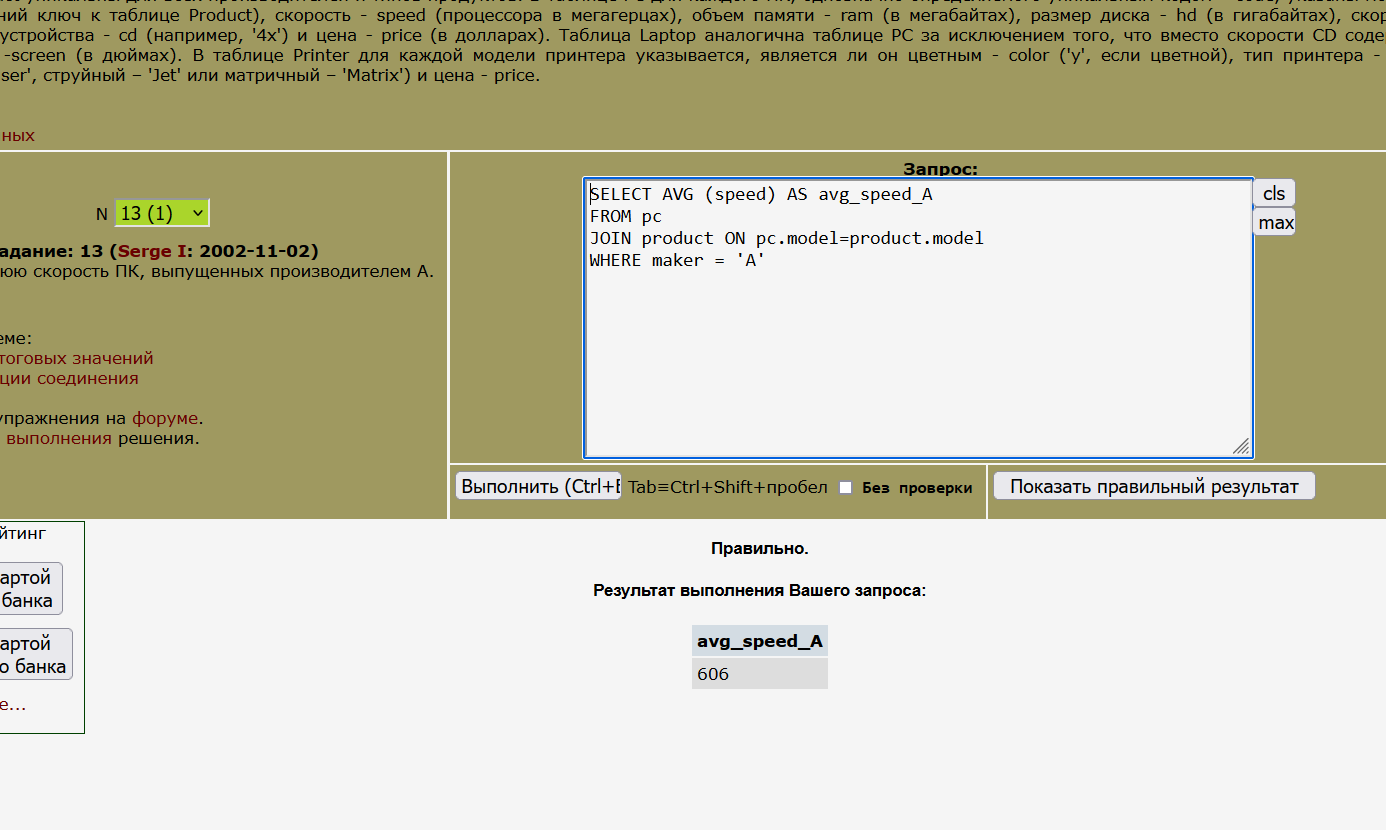 ний ключ к таблице Product), скорость - speed (процессора в мегагерцах), объем памяти - ram (в мегабайтах), размер диска - hd (в гигабайтах),
устройства - cd (например, '4x') и цена - price (в долларах). Таблица Laptop аналогична таблице PC за исключением того, что вместо скорости CD
-screen (в дюймах). В таблице Printer для каждой модели принтера указывается, является ли он цветным - color ('y', если цветной), тип принтера -
ser', струйный – 'Jet' или матричный – 'Matrix') и цена - price.
ных
Запрос:
SELECT AVG (speed) AS avg_speed_A
FROM pc
JOIN product ON pc.model=product.model
WHERE maker = 'A'
cls
max
N 13 (1)
адание: 13 (Serge I: 2002-11-02)
юю скорость ПК, выпущенных производителем A.
еме:
тоговых значений
ции соединения
упражнения на форуме.
выполнения решения.
Выполнить (Ctrl+E Tab≡Ctrl+Shift+пробел Без проверки Показать правильный результат
йтинг
артой
банка
артой
о банка
е...
Правильно.
Результат выполнения Вашего запроса:
avg_speed_A
606